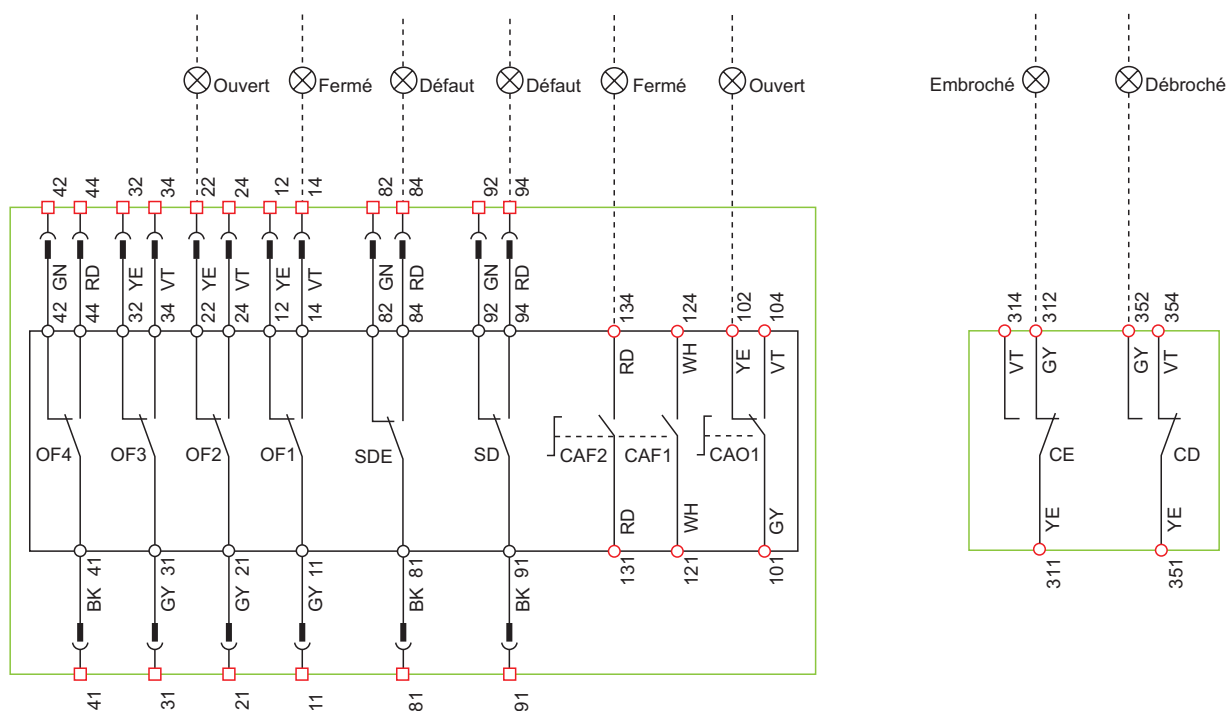 Ouvert Fermé Défaut Défaut Fermé Ouvert Embroché Débroché
42 44 32 34 22 24 12 14 82 84 92 94
GN RD YE VT YE VT YE VT GN RD GN RD
42 44 32 34 22 24 12 14 82 84 92 94 134 124 102 104 314 312 352 354
RD WH YE VT VT GY GY VT
OF4 OF3 OF2 OF1 SDE SD CAF2 CAF1 CAO1 CE CD
RD WH GY YE YE
41 31 21 11 81 91 131 121 101 311 351
BK GY GY GY BK BK
41 31 21 11 81 91